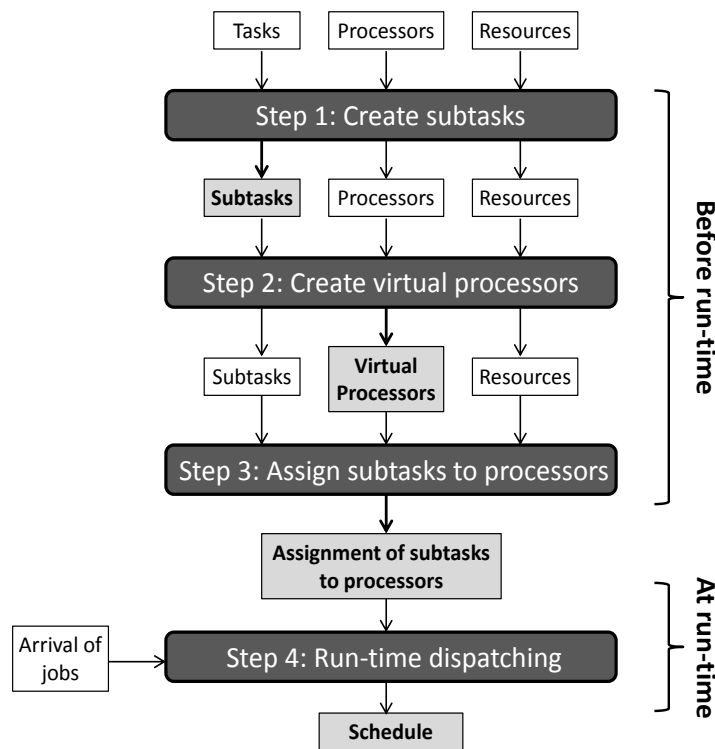 Tasks
Processors
Resources
Step 1: Create subtasks
Subtasks
Processors
Resources
Step 2: Create virtual processors
Subtasks
Virtual
Processors
Resources
Step 3: Assign subtasks to processors
Before run-time
Assignment of subtasks
to processors
Arrival of
jobs
Step 4: Run-time dispatching
At run-time
Schedule